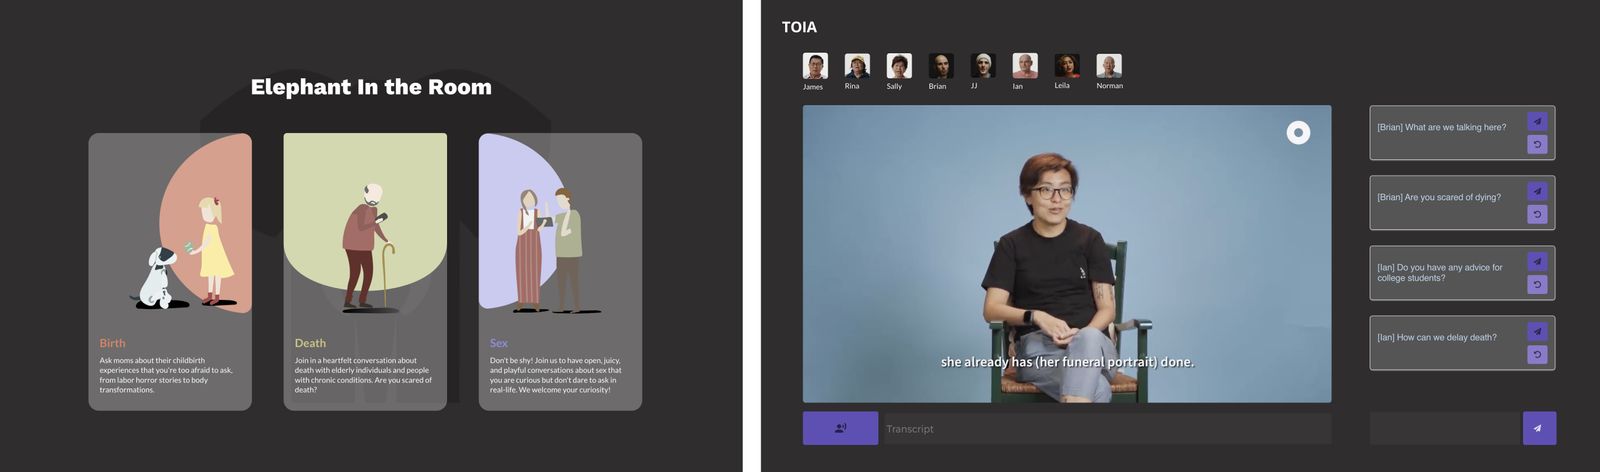 Elephant In the Room
Birth
Ask moms about their childbirth
experiences that you're too afraid to ask,
from labor horror stories to body
transformations.
Death
Join in a heartfelt conversation about
death with elderly individuals and people
with chronic conditions. Are you scared of
death?
Sex
Don't be shy! Join us to have open, juicy,
and playful conversations about sex that
you are curious but don't dare to ask in
real-life. We welcome your curiosity!
TOIA
James
Rina
Sally
Brian
JJ
Ian
Leila
Norman
she already has (her funeral portrait) done.
Transcript
[Brian] What are we talking here?
[Brian] Are you scared of dying?
[Ian] Do you have any advice for
college students?
[Ian] How can we delay death?